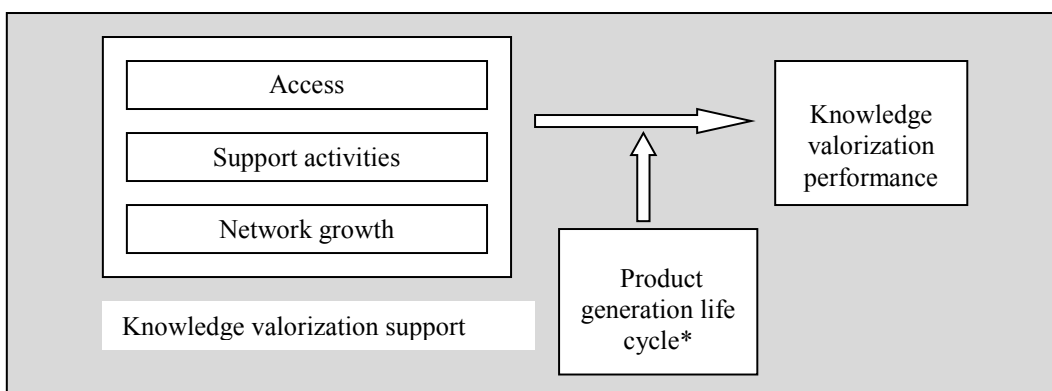 Access
Support activities
Network growth
Knowledge valorization support
Knowledge
valorization
performance
Product
generation life
cycle*